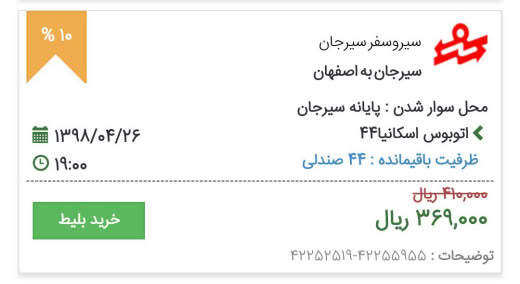 ۱۰ %
سیروسفر سیرجان
سیرجان به اصفهان
محل سوار شدن : پایانه سیرجان
اتوبوس اسکانیا۴۴
۱۳۹۸/۰۴/۲۶
ظرفیت باقیمانده : ۴۴ صندلی
۱۹:۰۰
۴۱۰,۰۰۰ ریال
۳۶۹,۰۰۰ ریال
خرید بلیط
توضیحات : ۴۲۲۵۵۹۵۵-۴۲۲۵۲۵۱۹